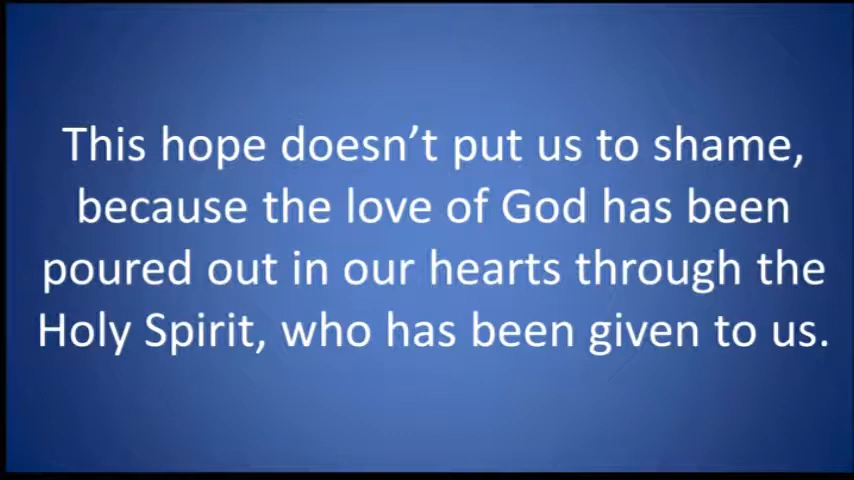 This hope doesn’t put us to shame,
because the love of God has been
poured out in our hearts through the
Holy Spirit, who has been given to us.